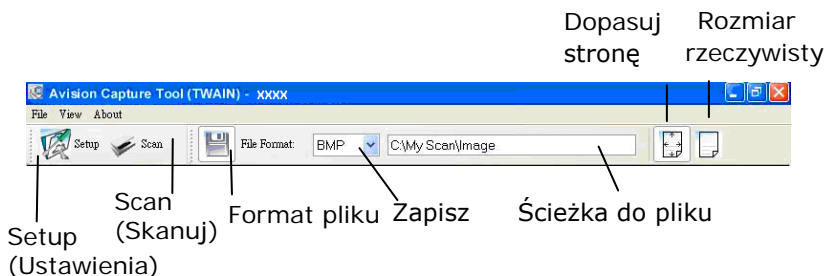 Dopasuj stronę
Rozmiar rzeczywisty
Avision Capture Tool (TWAIN) - xxxx
File View About
Setup Scan File Format: BMP C:\My Scan\Image
Setup (Ustawienia)
Scan (Skanuj)
Format pliku
Zapisz
Ścieżka do pliku